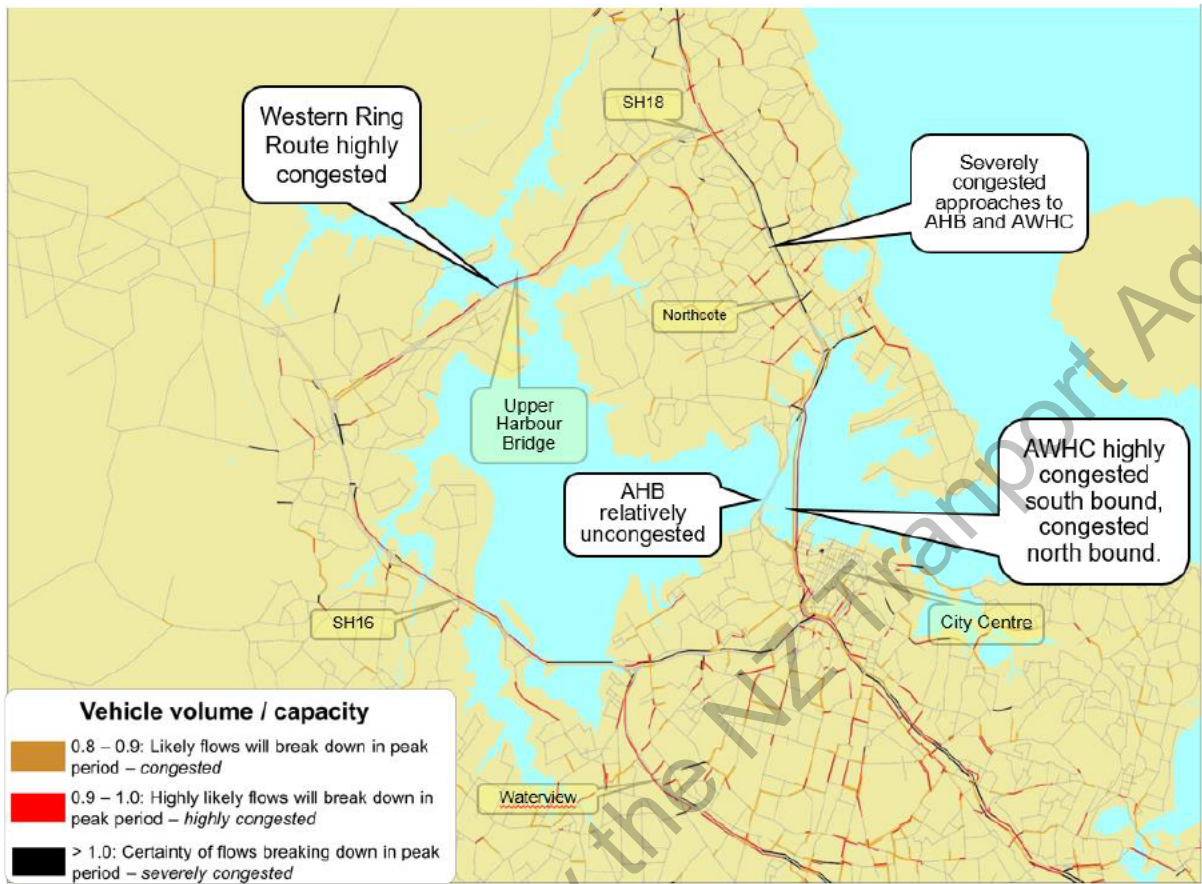 SH18
Western Ring
Route highly
congested
Severely
congested
approaches to
AHB and AWHC
Northcote
Upper
Harbour
Bridge
AHB
relatively
uncongested
AWHC highly
congested
south bound,
congested
north bound.
SH16
City Centre
Waterview
Vehicle volume / capacity
0.8 – 0.9: Likely flows will break down in peak
period – congested
0.9 – 1.0: Highly likely flows will break down in
peak period – highly congested
> 1.0: Certainty of flows breaking down in peak
period – severely congested
the NZ Tranport